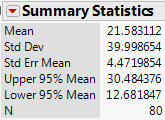 Summary Statistics
Mean 21.583112
Std Dev 39.998654
Std Err Mean 4.4719854
Upper 95% Mean 30.484376
Lower 95% Mean 12.681847
N 80